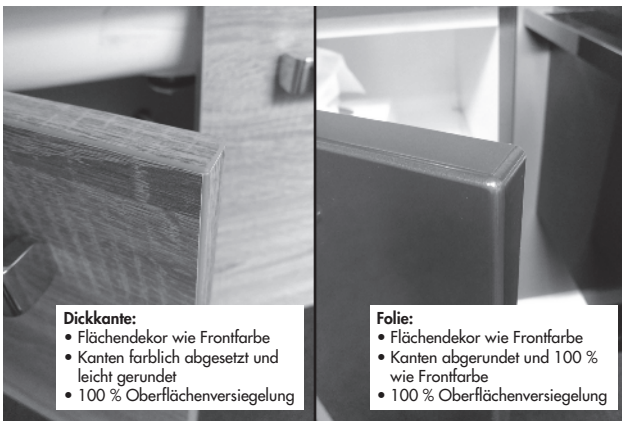 Dickkante:
• Flächendekor wie Frontfarbe
• Kanten farblich abgesetzt und
leicht gerundet
• 100 % Oberflächenversiegelung
Folie:
• Flächendekor wie Frontfarbe
• Kanten abgerundet und 100 %
wie Frontfarbe
• 100 % Oberflächenversiegelung